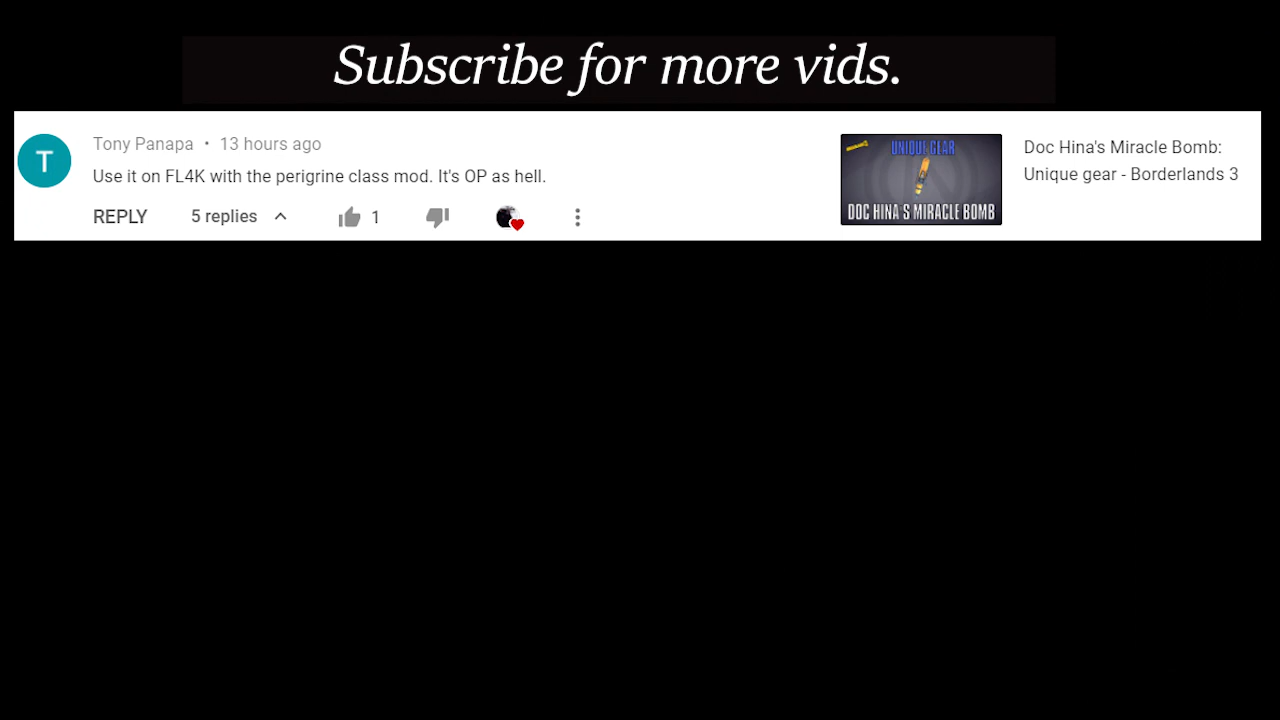 Subscribe for more vids.
T
Tony Panapa • 13 hours ago
Use it on FL4K with the perigrine class mod. It's OP as hell.
REPLY 5 replies 1
UNIQUE GEAR
DOC HINA S MIRACLE BOMB
Doc Hina's Miracle Bomb:
Unique gear - Borderlands 3